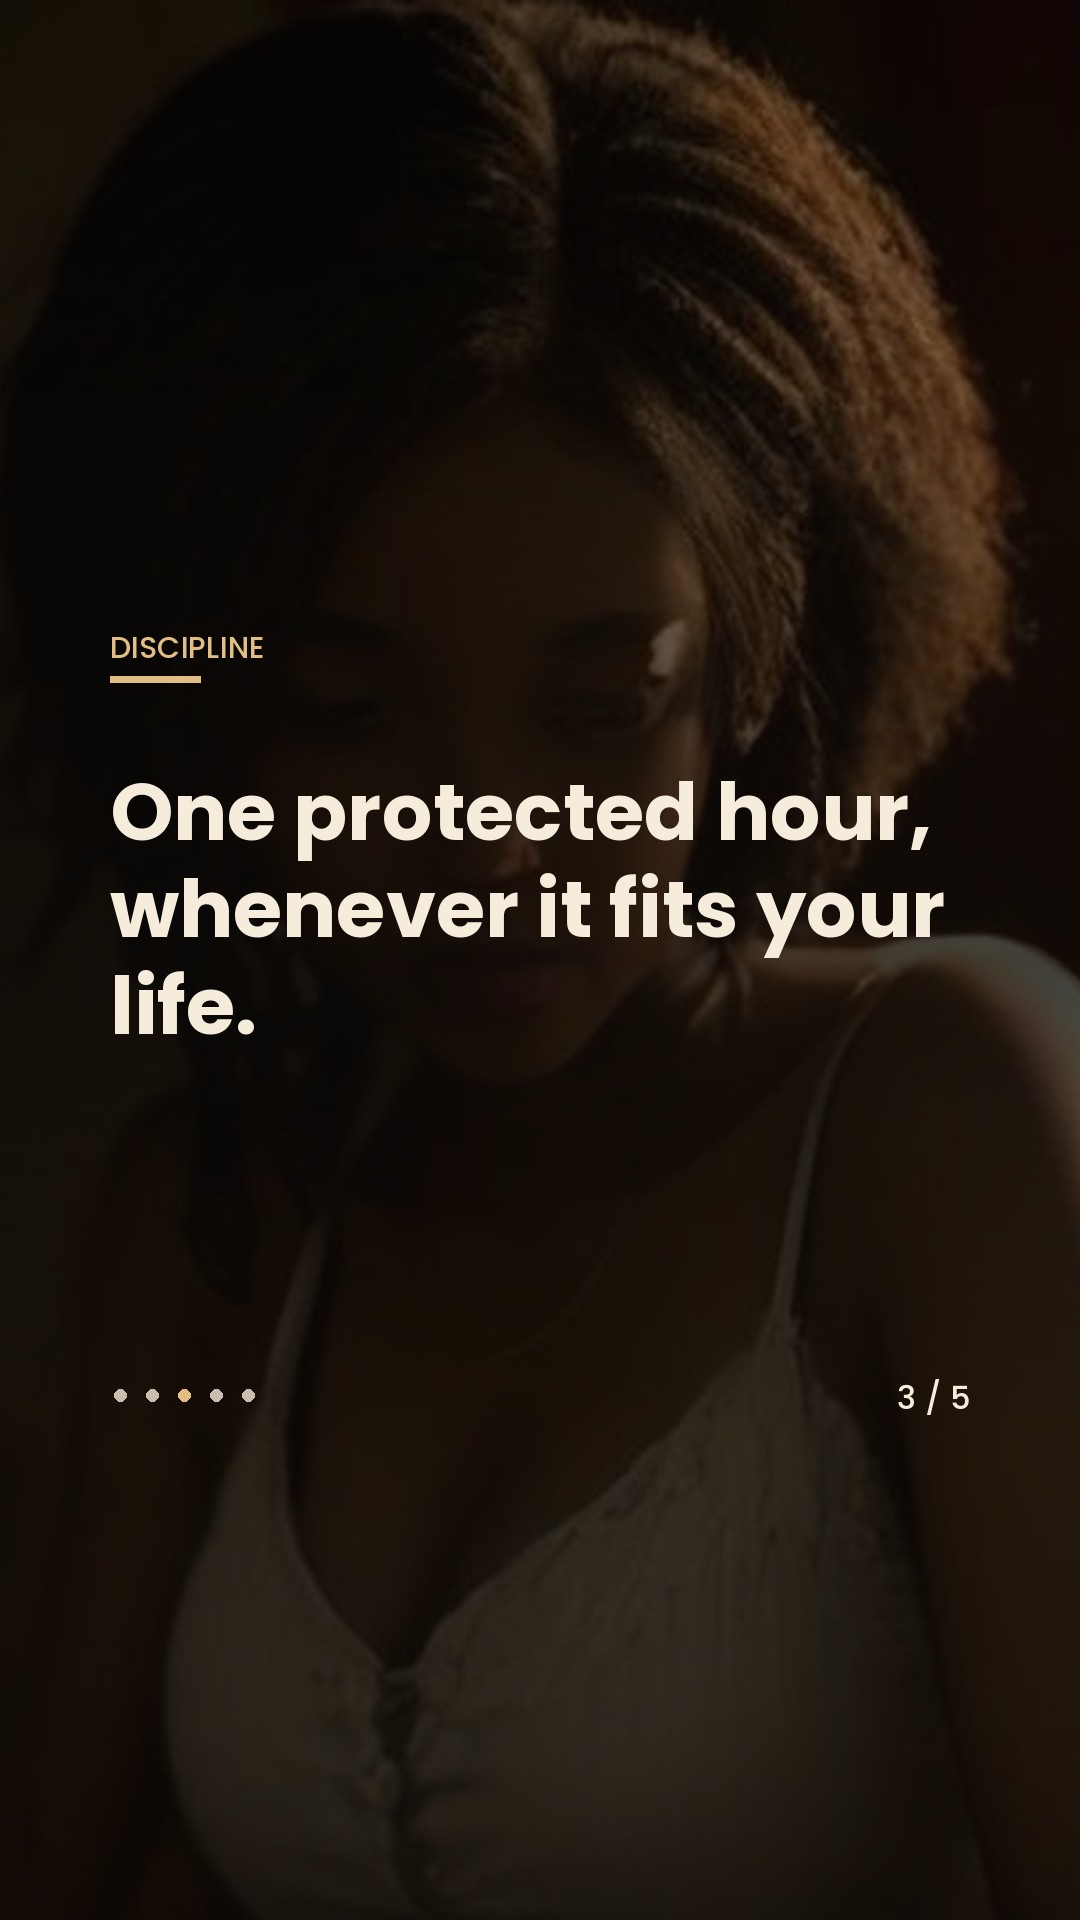 DISCIPLINE
One protected hour,
whenever it fits your
life.
3 / 5